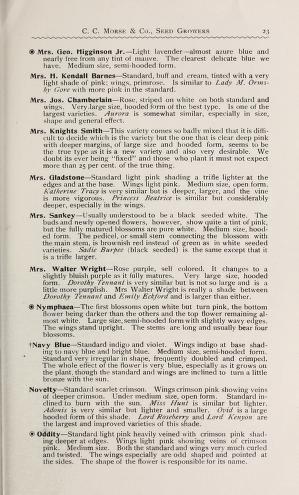 C. C. MORSE & CO., SEED GROWERS 23
⦿ Mrs. Geo. Higginson Jr.—Light lavender—almost azure blue and
nearly free from any tint of mauve. The clearest delicate blue we
have. Medium size, semi-hooded form.
Mrs. H. Kendall Barnes—Standard, buff and cream, tinted with a very
light shade of pink; wings, primrose. Is similar to Lady M. Orms-
by Gore with more pink in the standard.
Mrs. Jos. Chamberlain—Rose, striped on white on both standard and
wings. Very large size, hooded form of the best type. Is one of the
largest varieties. Aurora is somewhat similar, especially in size,
shape and general effect.
Mrs. Knights Smith—This variety comes so badly mixed that it is diffi-
cult to decide which is the variety but the one that is clear deep pink
with deeper margins, of large size and hooded form, seems to be
the true type as it is a new variety and also very desirable. We
doubt its ever being "fixed" and those who plant it must not expect
more than 25 per cent. of the true thing.
Mrs. Gladstone—Standard light pink shading a trifle lighter at the
edges and at the base. Wings light pink. Medium size, open form.
Katherine Tracy is very similar but is deeper, larger, and the vine
is more vigorous. Princess Beatrice is similar but considerably
deeper, especially in the wings.
Mrs. Sankey—Usually understood to be a black seeded white. The
buds and newly opened flowers, however, show quite a tint of pink,
but the fully matured blossoms are pure white. Medium size, hood-
ed form. The pedicel, or small stem connecting the blossom with
the main stem, is brownish red instead of green as in white seeded
varieties. Sadie Burpee (black seeded) is the same except that it
is a trifle larger.
Mrs. Walter Wright—Rose purple, self colored. It changes to a
slightly bluish purple as it fully matures. Very large size, hooded
form. Dorothy Tennant is very similar but is not so large and is a
little more purplish. Mrs Walter Wright is really a shade between
Dorothy Tennant and Emily Eckford and is larger than either.
⦿ Nymphaea—The first blossoms open white but turn pink, the bottom
flower being darker than the others and the top flower remaining al-
most white. Large size, semi-hooded form with slightly wavy edges.
The wings stand upright. The stems are long and usually bear four
blossoms.
†Navy Blue—Standard indigo and violet. Wings indigo at base shad-
ing to navy blue and bright blue. Medium size, semi-hooded form.
Standard very irregular in shape, frequently doubled and crimped.
The whole effect of the flower is very blue, especially as it grows on
the plant, though the standard and wings are inclined to turn a little
bronze with the sun.
Novelty—Standard scarlet crimson. Wings crimson pink showing veins
of deeper crimson. Under medium size, open form. Standard in-
clined to burn with the sun. Miss Hunt is similar but lighter.
Adonis is very similar but lighter and smaller. Ovid is a large
hooded form of this shade. Lord Roseberry and Lord Kenyon are
the largest and improved varieties of this shade.
⦿ Oddity—Standard light pink heavily veined with crimson pink shad-
ing deeper at edges. Wings light pink showing veins of crimson
pink. Medium size. Both the standard and wings very much curled
and twisted. The wings especially are odd shaped and pointed at
the sides. The shape of the flower is responsible for its name.